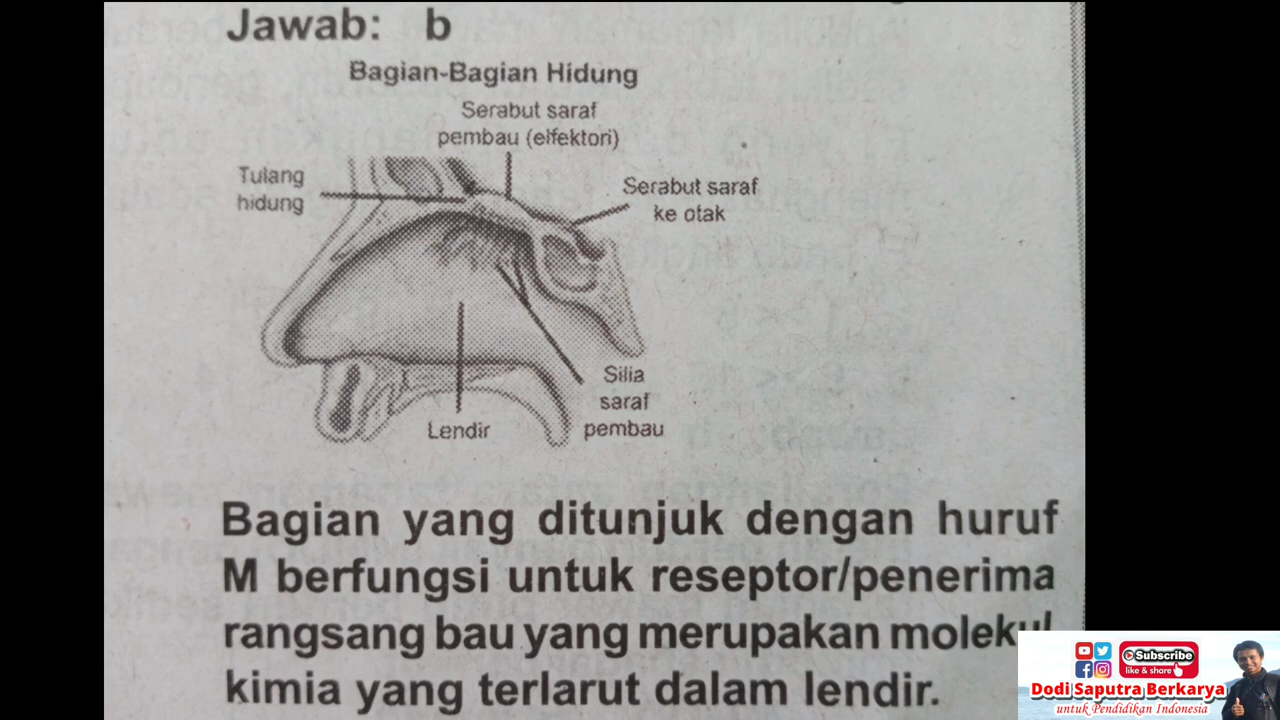 Jawab: b
Bagian-Bagian Hidung
Serabut saraf
pembau (elfektori)
Tulang
hidung
Serabut saraf
ke otak
Silia
saraf
pembau
Lendir
Bagian yang ditunjuk dengan huruf
M berfungsi untuk reseptor/penerima
rangsang bau yang merupakan molekul
kimia yang terlarut dalam lendir.
Subscribe
like & share
Dodi Saputra Berkarya
untuk Pendidikan Indonesia